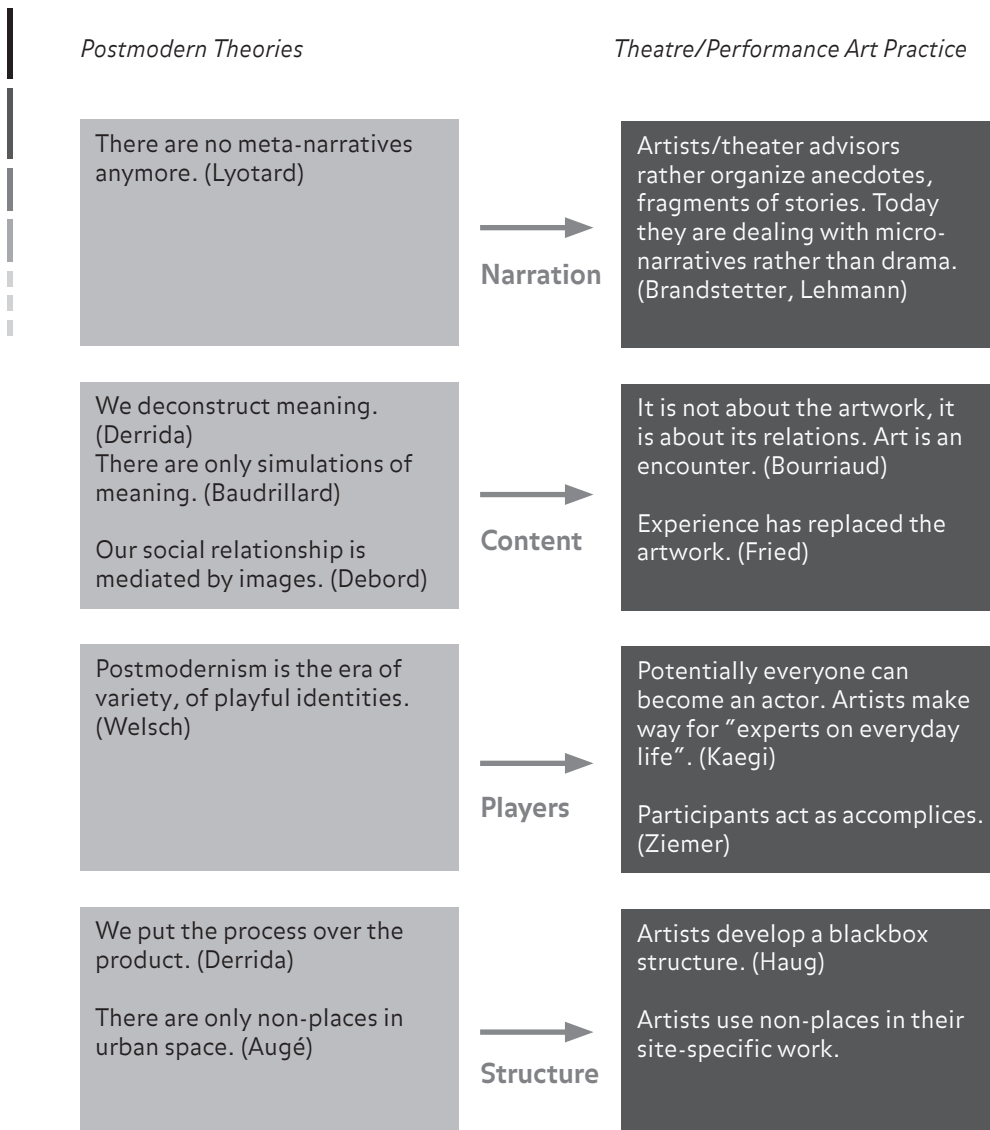 Postmodern Theories
Theatre/Performance Art Practice
There are no meta-narratives
anymore. (Lyotard)
Narration
Artists/theater advisors
rather organize anecdotes,
fragments of stories. Today
they are dealing with micro-
narratives rather than drama.
(Brandstetter, Lehmann)
We deconstruct meaning.
(Derrida)
There are only simulations of
meaning. (Baudrillard)
Our social relationship is
mediated by images. (Debord)
Content
It is not about the artwork, it
is about its relations. Art is an
encounter. (Bourriaud)
Experience has replaced the
artwork. (Fried)
Postmodernism is the era of
variety, of playful identities.
(Welsch)
Players
Potentially everyone can
become an actor. Artists make
way for ″experts on everyday
life″. (Kaegi)
Participants act as accomplices.
(Ziemer)
We put the process over the
product. (Derrida)
There are only non-places in
urban space. (Augé)
Structure
Artists develop a blackbox
structure. (Haug)
Artists use non-places in their
site-specific work.